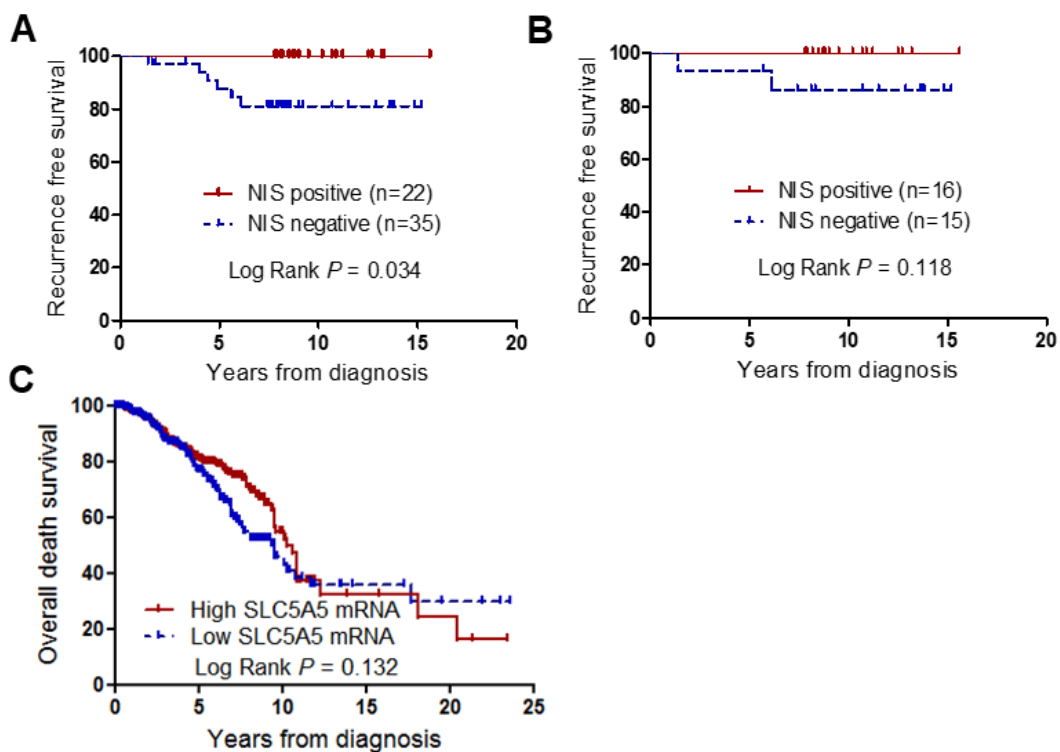 A
Recurrence free survival
100
80
60
40
20
0
NIS positive (n=22)
NIS negative (n=35)
Log Rank P = 0.034
0 5 10 15 20
Years from diagnosis
B
Recurrence free survival
100
80
60
40
20
0
NIS positive (n=16)
NIS negative (n=15)
Log Rank P = 0.118
0 5 10 15 20
Years from diagnosis
C
Overall death survival
100
80
60
40
20
0
High SLC5A5 mRNA
Low SLC5A5 mRNA
Log Rank P = 0.132
0 5 10 15 20 25
Years from diagnosis